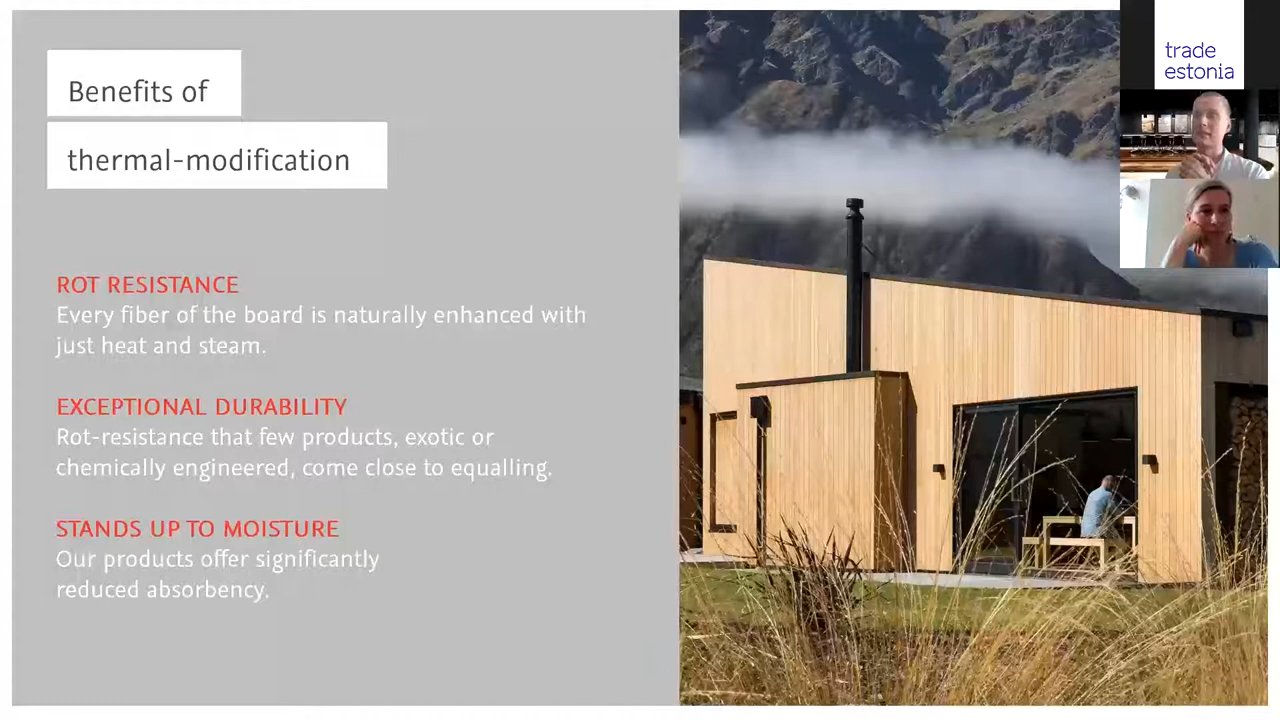 Benefits of
thermal-modification
ROT RESISTANCE
Every fiber of the board is naturally enhanced with
just heat and steam.
EXCEPTIONAL DURABILITY
Rot-resistance that few products, exotic or
chemically engineered, come close to equalling.
STANDS UP TO MOISTURE
Our products offer significantly
reduced absorbency.
trade
estonia